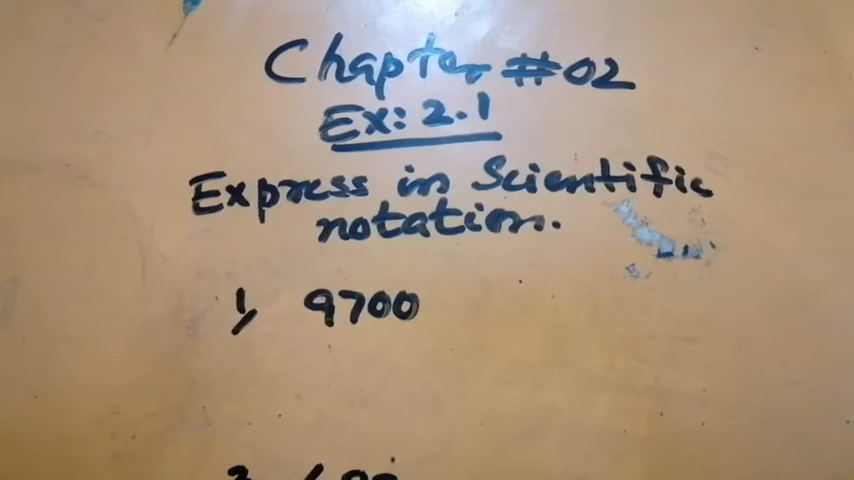 Chapter #02
Ex: 2.1
Express in Scientific
notation.
1, 9700